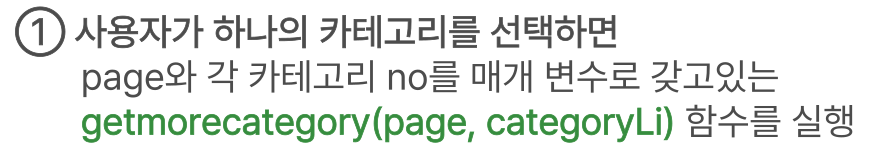 ① 사용자가 하나의 카테고리를 선택하면
page와 각 카테고리 no를 매개 변수로 갖고있는
getmorecategory(page, categoryLi) 함수를 실행